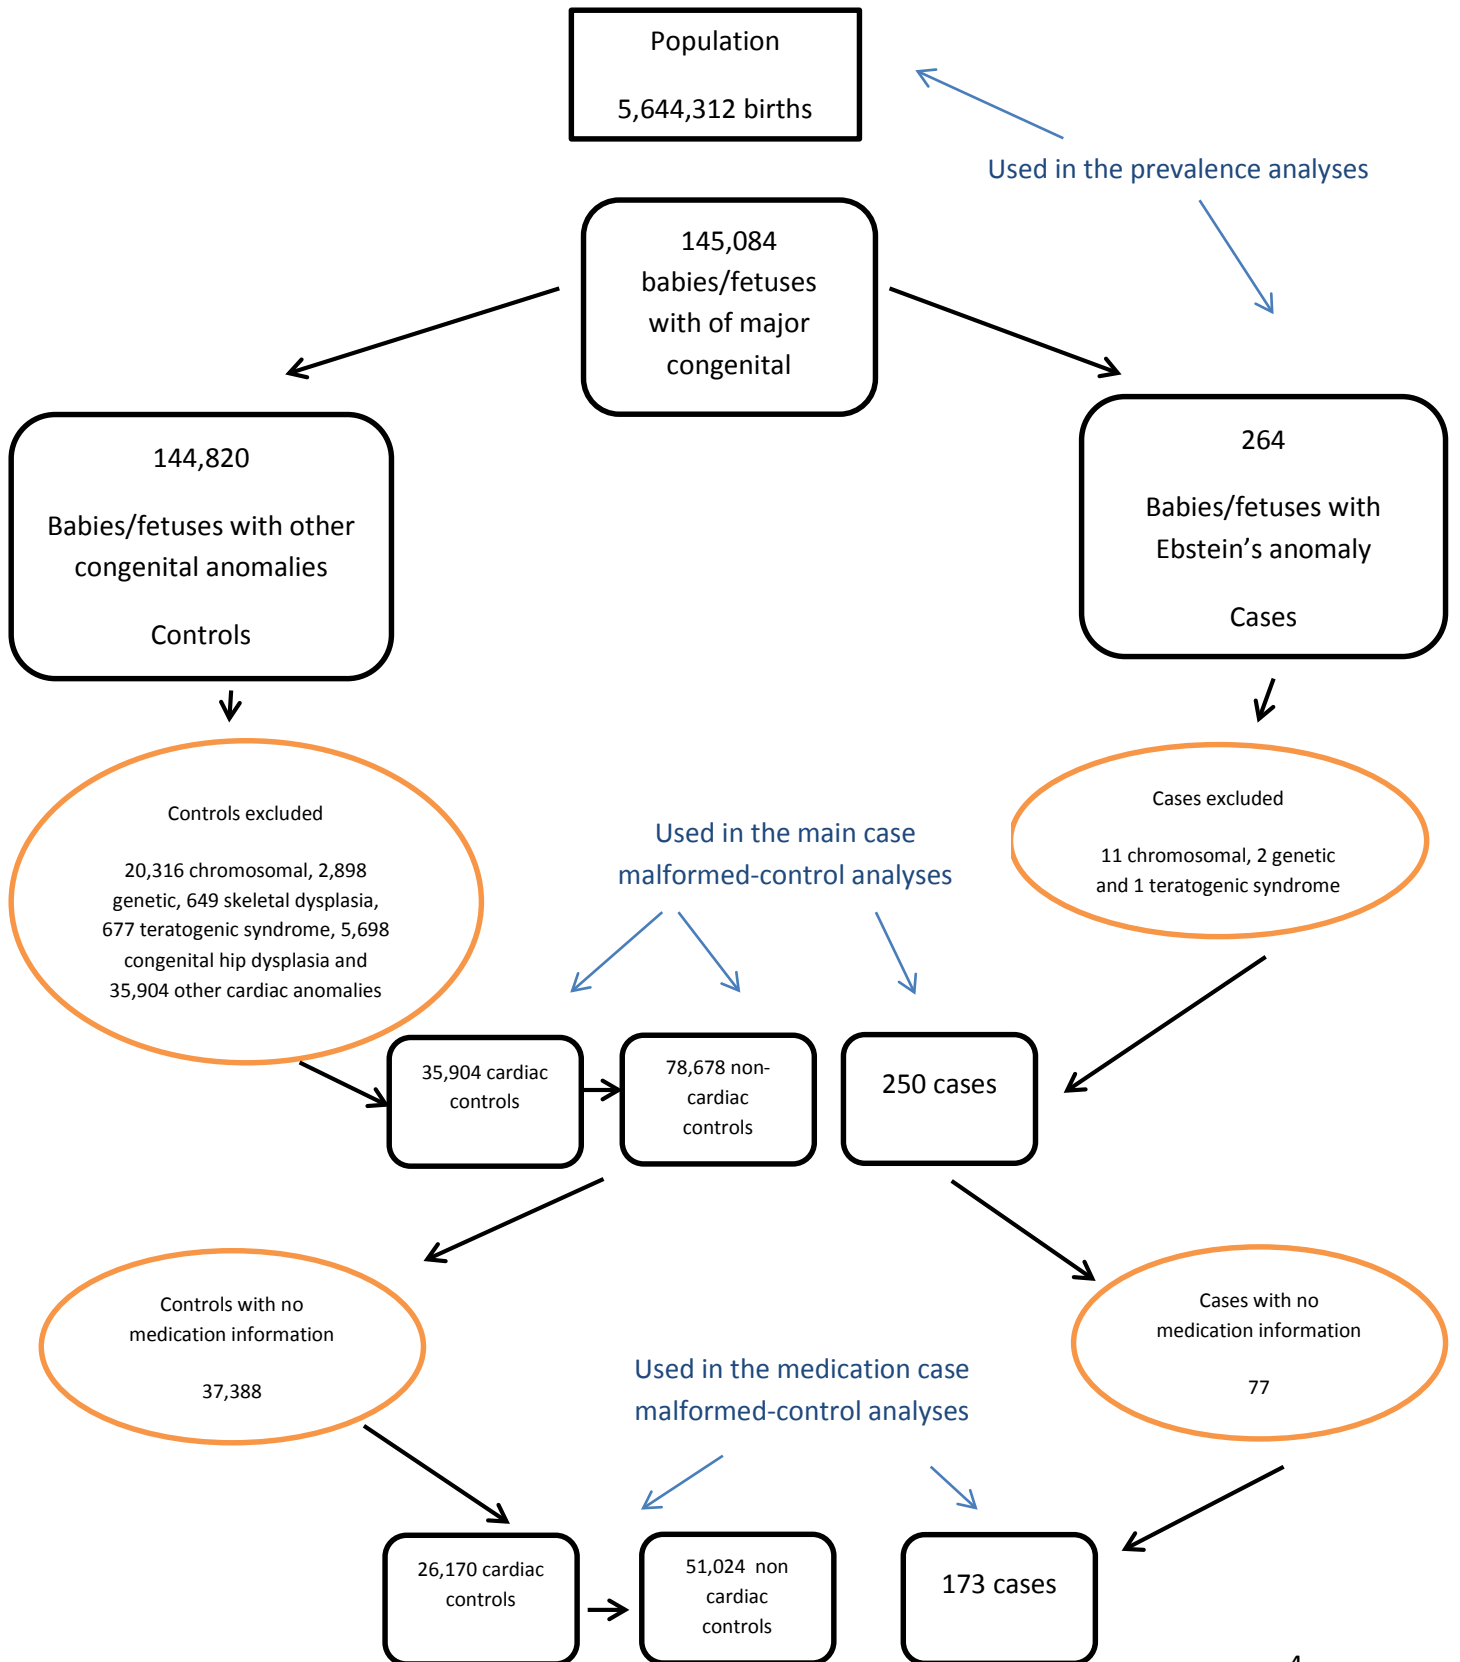 Population
5,644,312 births
Used in the prevalence analyses
145,084
babies/fetuses
with of major
congenital
144,820
Babies/fetuses with other
congenital anomalies
Controls
264
Babies/fetuses with
Ebstein’s anomaly
Cases
Controls excluded
20,316 chromosomal, 2,898
genetic, 649 skeletal dysplasia,
677 teratogenic syndrome, 5,698
congenital hip dysplasia and
35,904 other cardiac anomalies
Used in the main case
malformed-control analyses
Cases excluded
11 chromosomal, 2 genetic
and 1 teratogenic syndrome
35,904 cardiac
controls
78,678 non-
cardiac
controls
250 cases
Controls with no
medication information
37,388
Used in the medication case
malformed-control analyses
Cases with no
medication information
77
26,170 cardiac
controls
51,024  non
cardiac
controls
173 cases